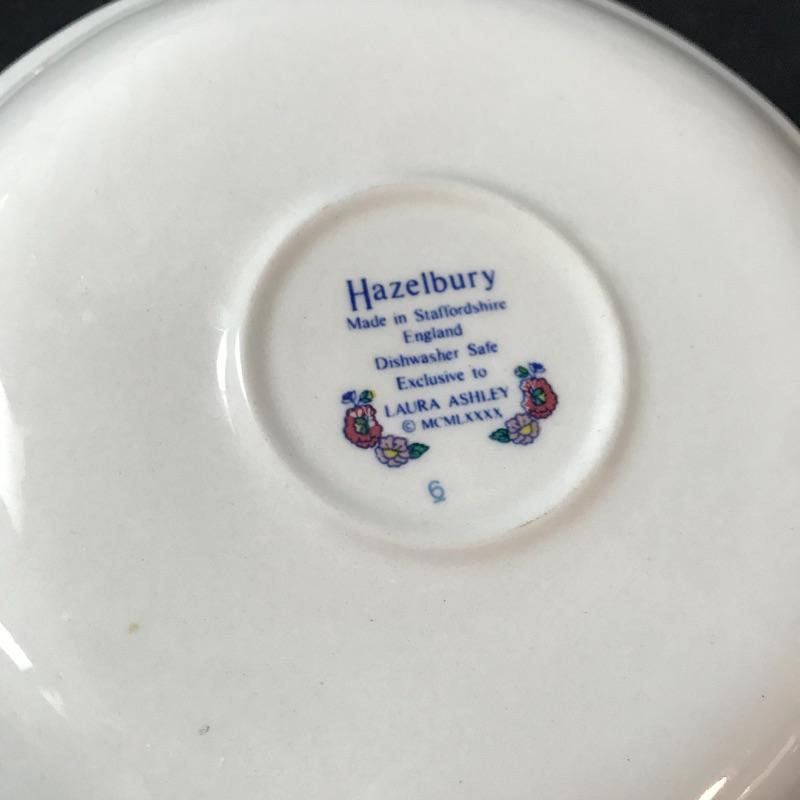 Hazelbury
Made in Staffordshire
England
Dishwasher Safe
Exclusive to
LAURA ASHLEY
© MCMLXXXX
6